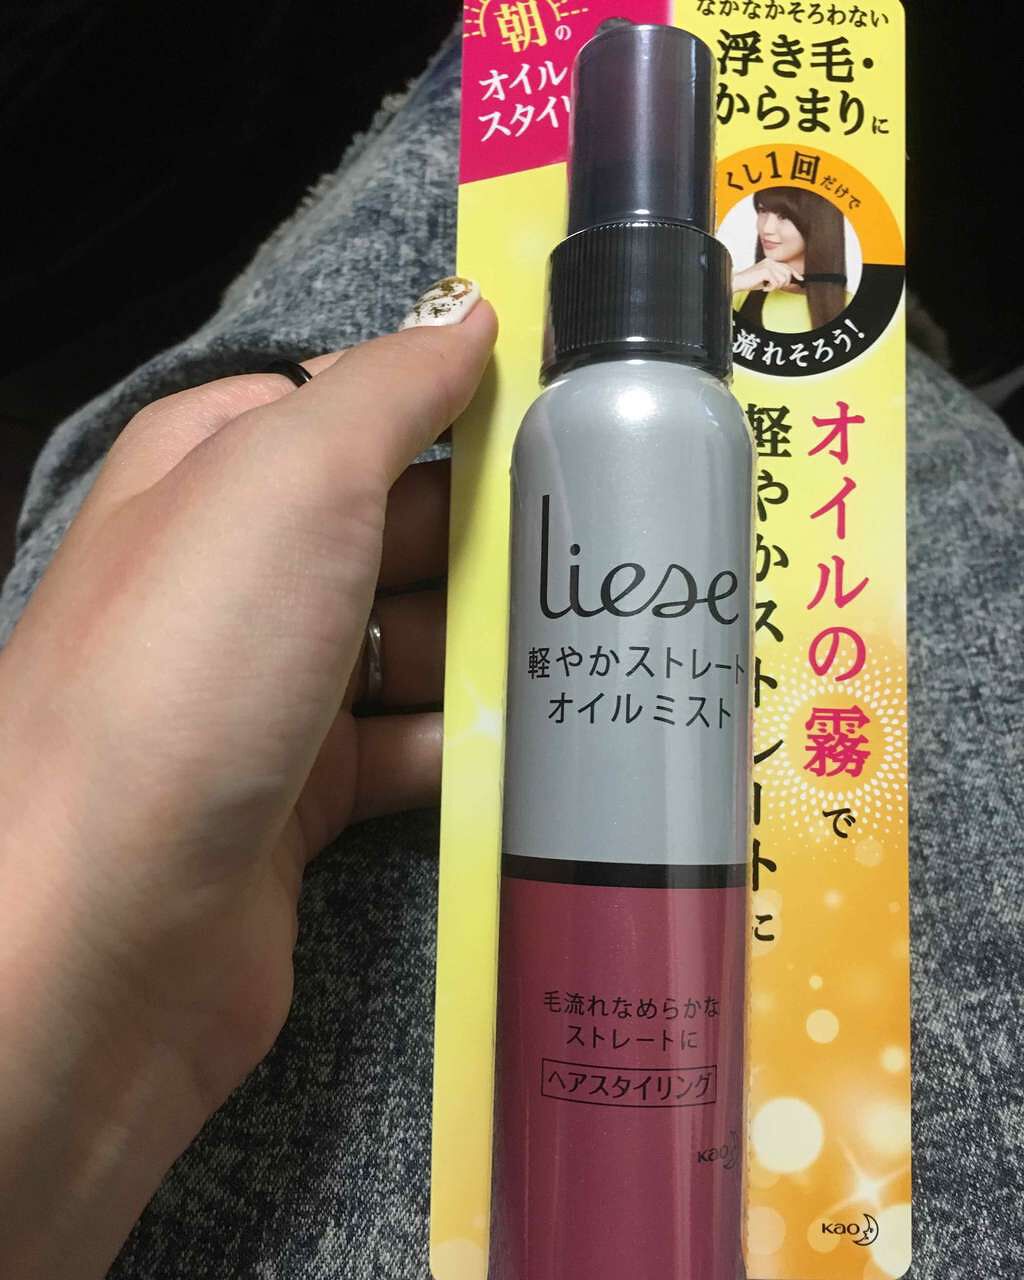 朝の
オイル
スタイ
なかなかそろわない
浮き毛・
からまりに
くし1回だけで
流れそろう!
オイルの霧で
軽やかストレートに
liese
軽やかストレート
オイルミスト
毛流れなめらかな
ストレートに
ヘアスタイリング
Kao
Kao